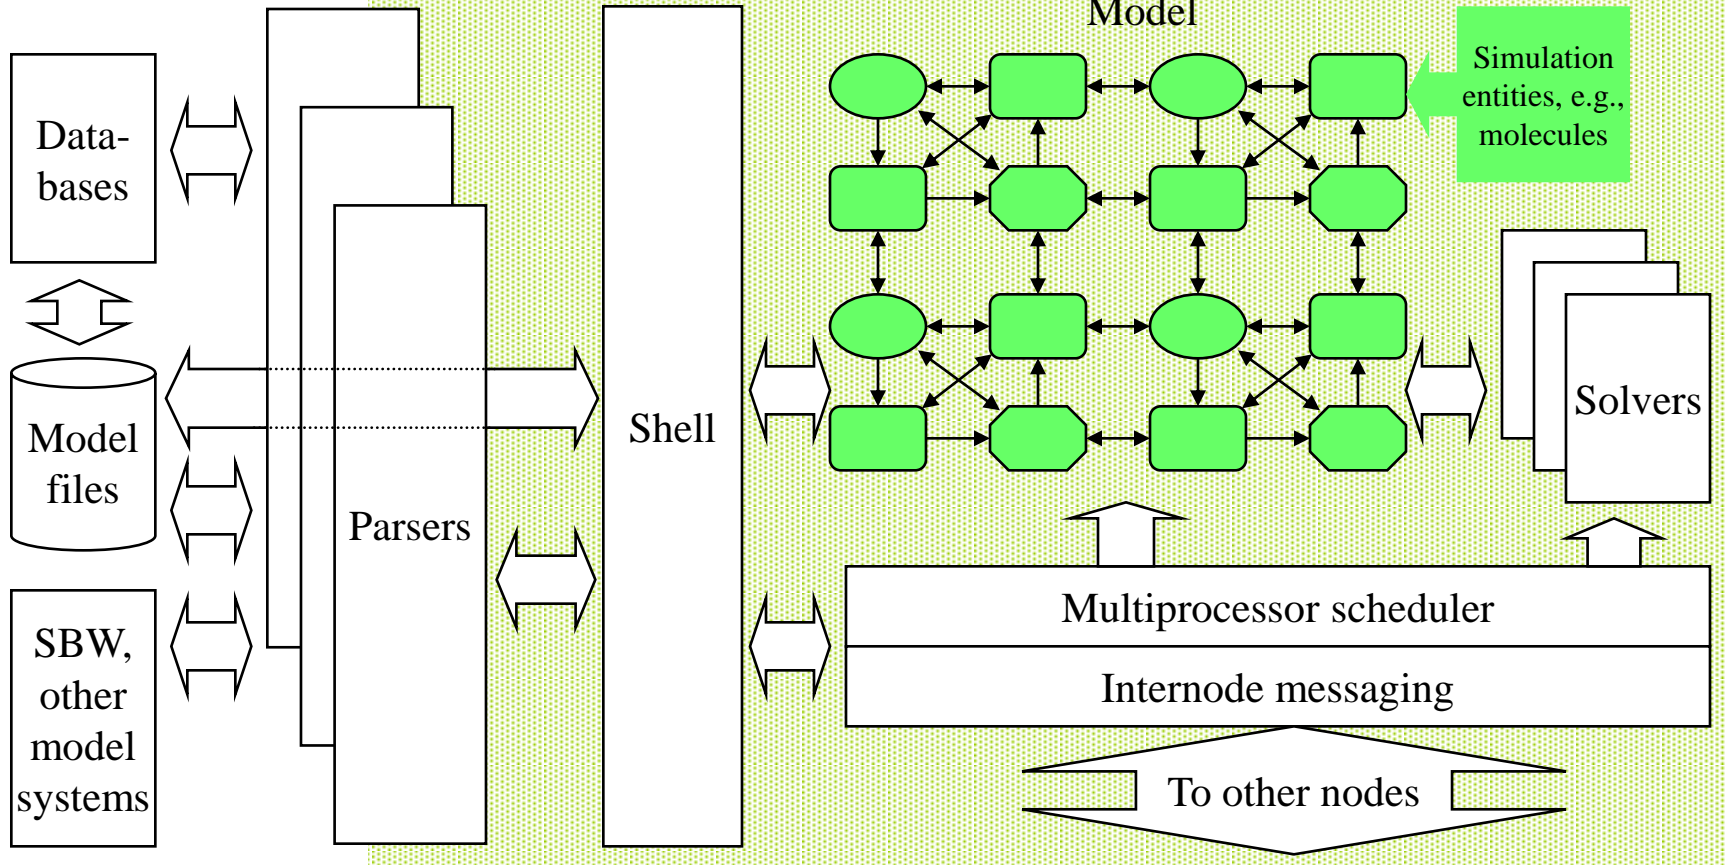 Model
Simulation
entities, e.g.,
molecules
Data-
bases
Model
files
SBW,
other
model
systems
Parsers
Shell
Solvers
Multiprocessor scheduler
Internode messaging
To other nodes